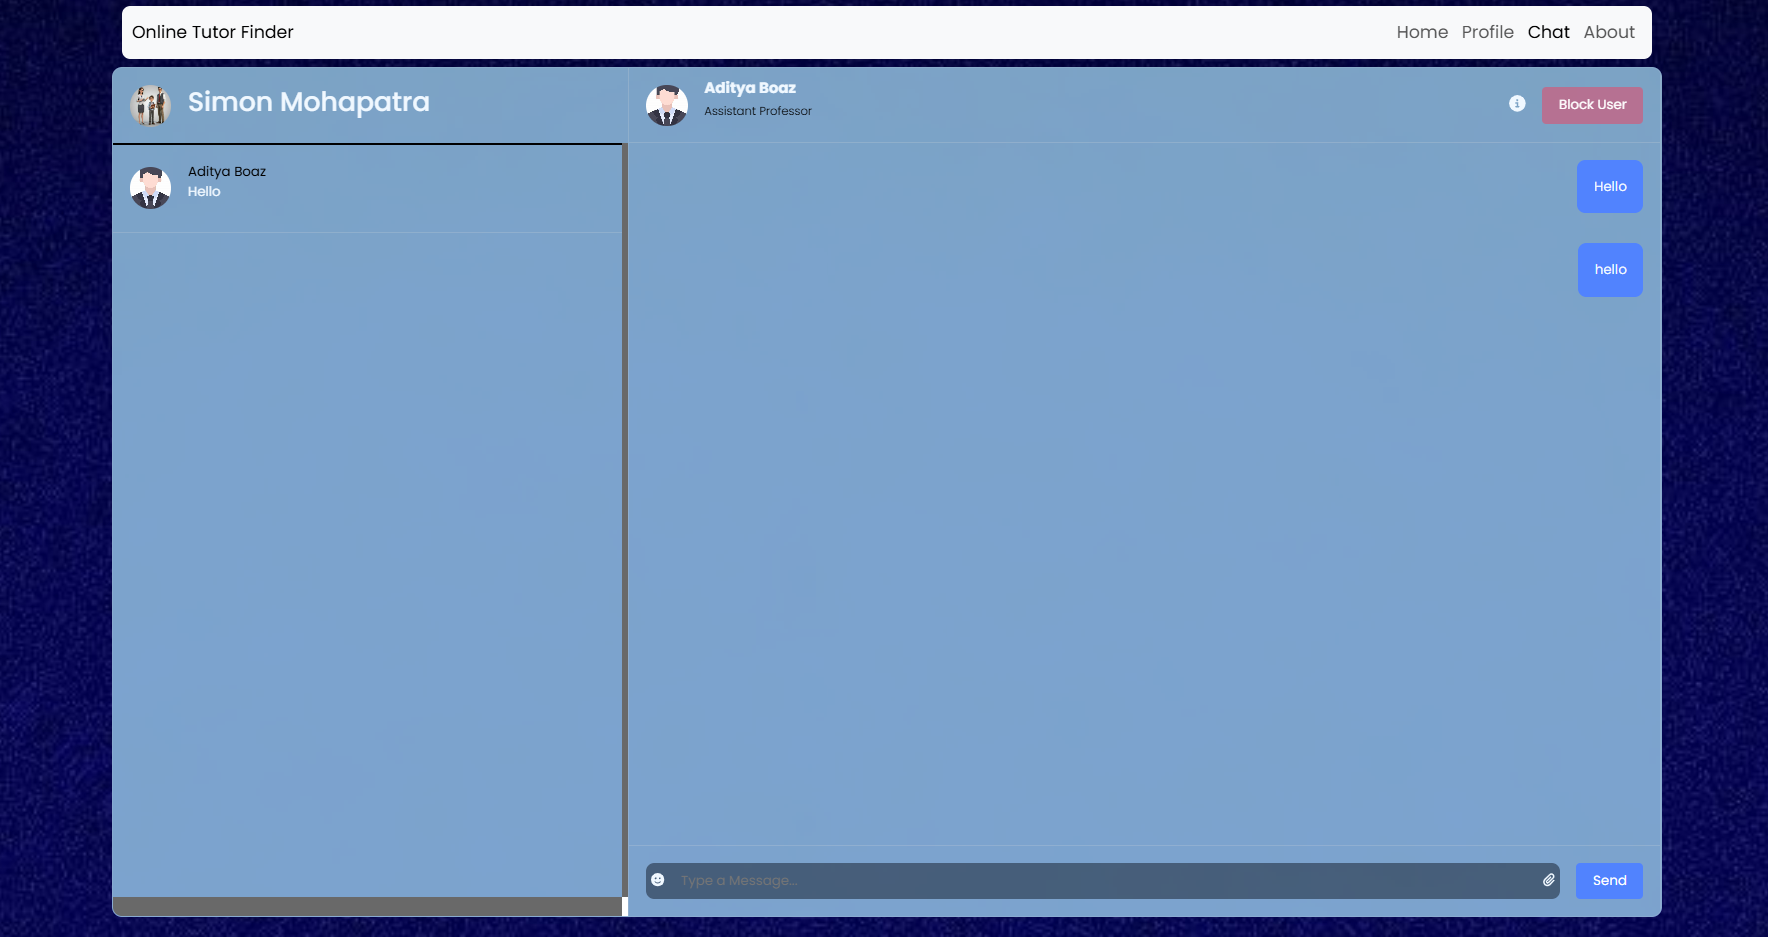 Online Tutor Finder
Home Profile Chat About
Simon Mohapatra
Aditya Boaz
Hello
Aditya Boaz
Assistant Professor
Block User
Hello
hello
Type a Message...
Send